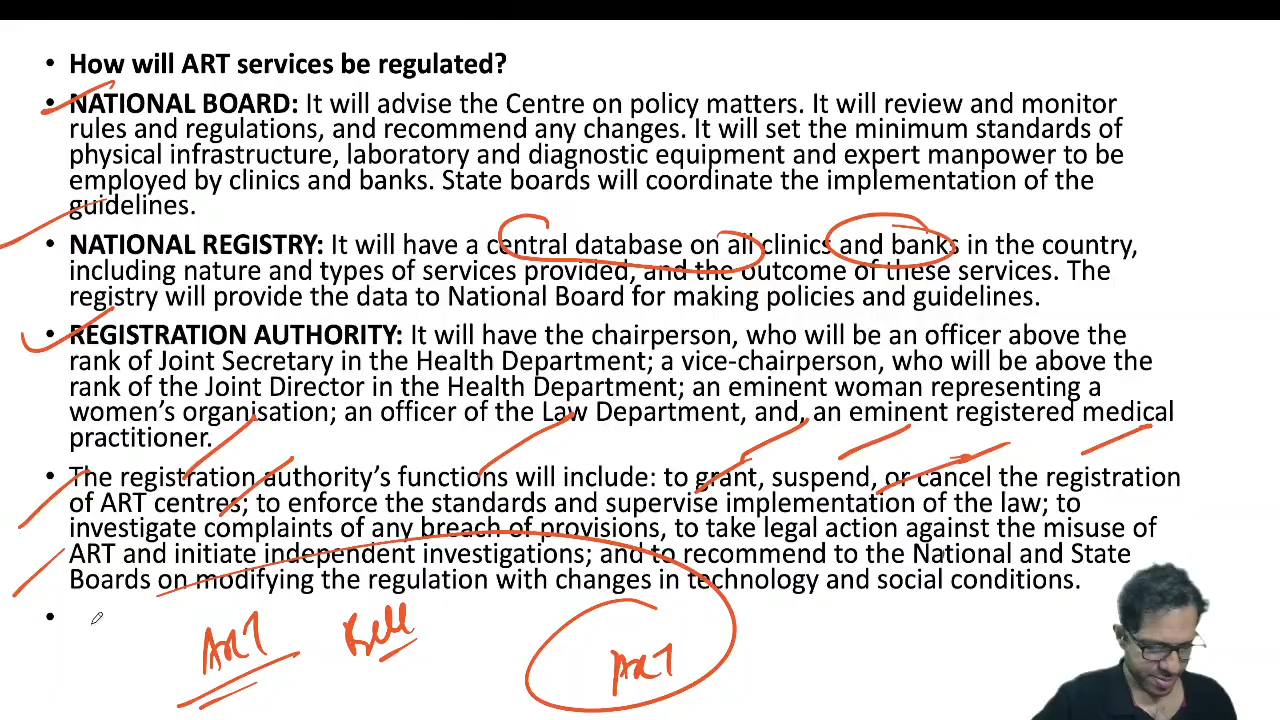 • How will ART services be regulated?
• NATIONAL BOARD: It will advise the Centre on policy matters. It will review and monitor
rules and regulations, and recommend any changes. It will set the minimum standards of
physical infrastructure, laboratory and diagnostic equipment and expert manpower to be
employed by clinics and banks. State boards will coordinate the implementation of the
guidelines.
• NATIONAL REGISTRY: It will have a central database on all clinics and banks in the country,
including nature and types of services provided, and the outcome of these services. The
registry will provide the data to National Board for making policies and guidelines.
• REGISTRATION AUTHORITY: It will have the chairperson, who will be an officer above the
rank of Joint Secretary in the Health Department; a vice-chairperson, who will be above the
rank of the Joint Director in the Health Department; an eminent woman representing a
women's organisation; an officer of the Law Department, and, an eminent registered medical
practitioner.
• The registration authority's functions will include: to grant, suspend, or cancel the registration
of ART centres; to enforce the standards and supervise implementation of the law; to
investigate complaints of any breach of provisions, to take legal action against the misuse of
ART and initiate independent investigations; and to recommend to the National and State
Boards on modifying the regulation with changes in technology and social conditions.
•
ART Bill ART